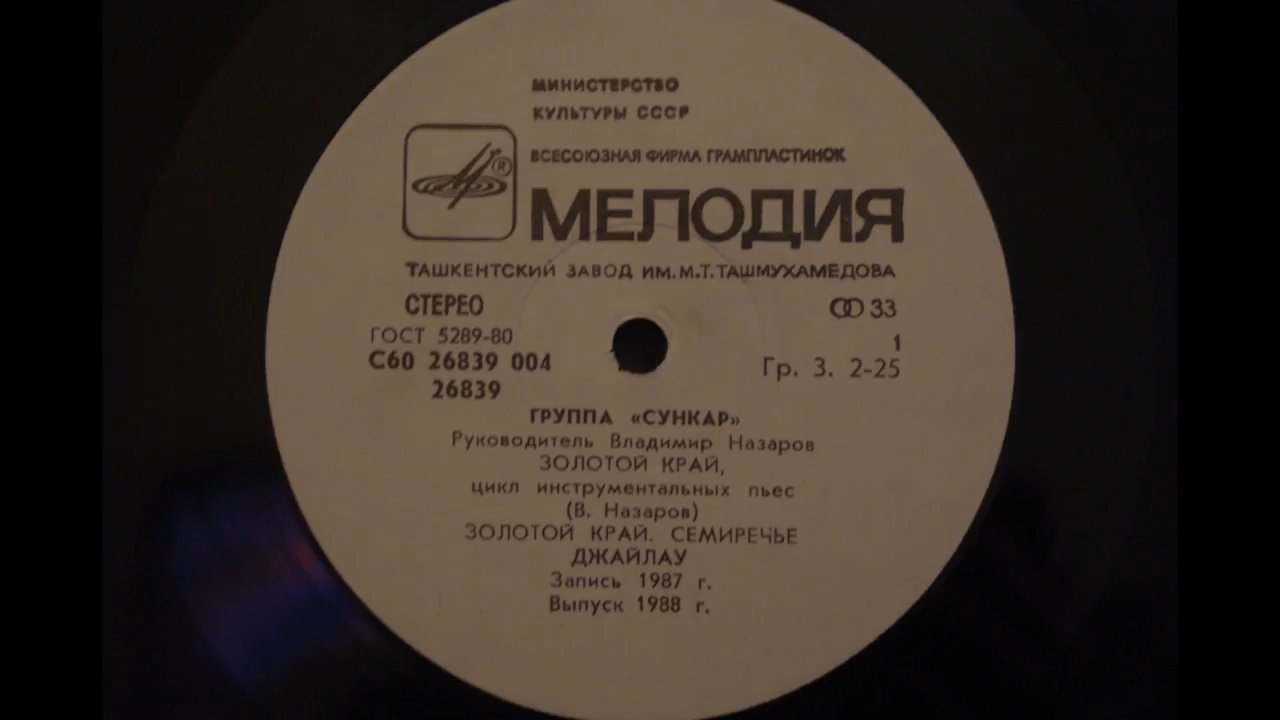 МИНИСТЕРСТВО
КУЛЬТУРЫ СССР
ВСЕСОЮЗНАЯ ФИРМА ГРАМПЛАСТИНОК
®
МЕЛОДИЯ
ТАШКЕНТСКИЙ ЗАВОД ИМ. М.Т.ТАШМУХАМЕДОВА
СТЕРЕО 33
ГОСТ 5289-80 1
С60 26839 004 Гр. 3. 2-25
26839
ГРУППА «СУНКАР»
Руководитель Владимир Назаров
ЗОЛОТОЙ КРАЙ,
цикл инструментальных пьес
(В. Назаров)
ЗОЛОТОЙ КРАЙ. СЕМИРЕЧЬЕ
ДЖАЙЛАУ
Запись 1987 г.
Выпуск 1988 г.